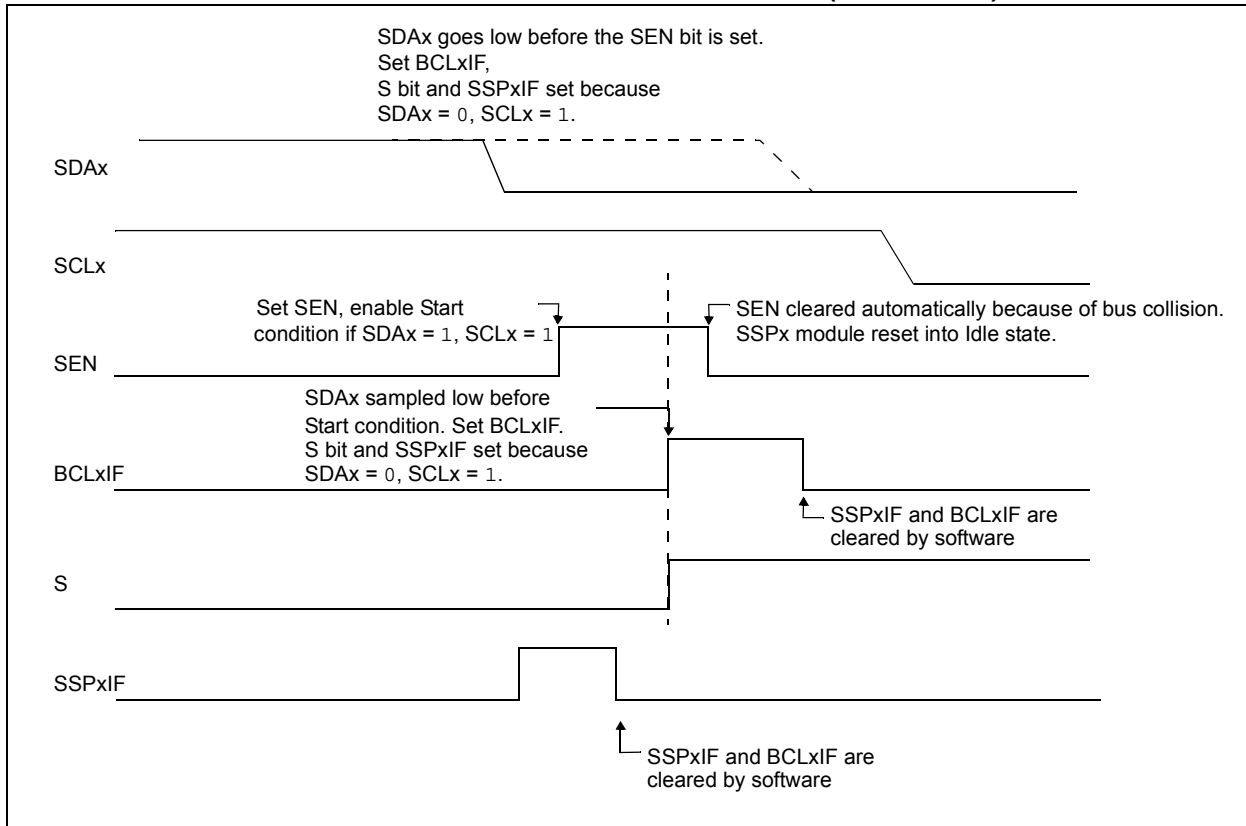 SDAx goes low before the SEN bit is set.
Set BCLxIF,
S bit and SSPxIF set because
SDAx = 0, SCLx = 1.
SDAx
SCLx
Set SEN, enable Start
condition if SDAx = 1, SCLx = 1
SEN cleared automatically because of bus collision.
SSPx module reset into Idle state.
SEN
SDAx sampled low before
Start condition. Set BCLxIF.
S bit and SSPxIF set because
SDAx = 0, SCLx = 1.
BCLxIF
SSPxIF and BCLxIF are
cleared by software
S
SSPxIF
SSPxIF and BCLxIF are
cleared by software